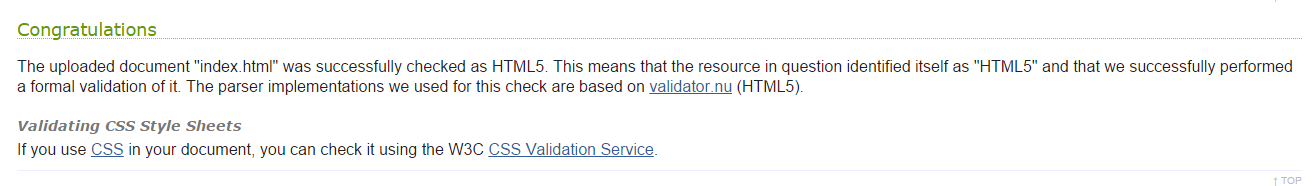 Congratulations
The uploaded document "index.html" was successfully checked as HTML5. This means that the resource in question identified itself as "HTML5" and that we successfully performed
a formal validation of it. The parser implementations we used for this check are based on validator.nu (HTML5).
Validating CSS Style Sheets
If you use CSS in your document, you can check it using the W3C CSS Validation Service.
↑ TOP